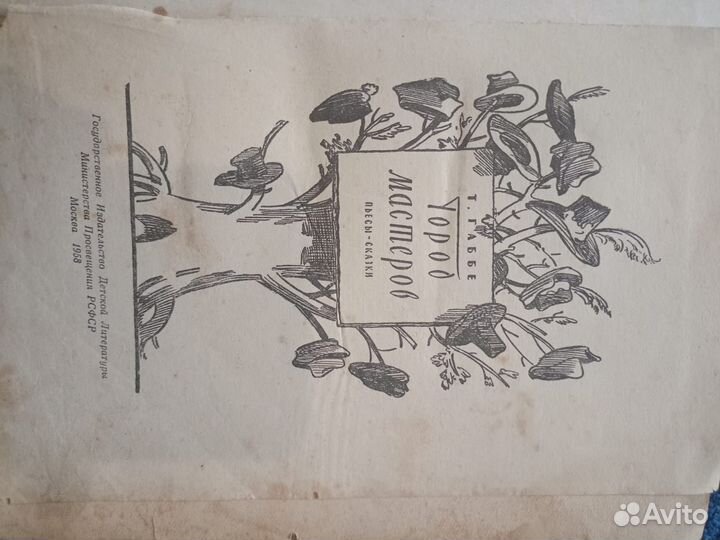 Т. ГАББЕ
Город
мастеров
ПЬЕСЫ-СКАЗКИ
Государственное Издательство Детской Литературы
Министерства Просвещения РСФСР
Москва 1958
Avito